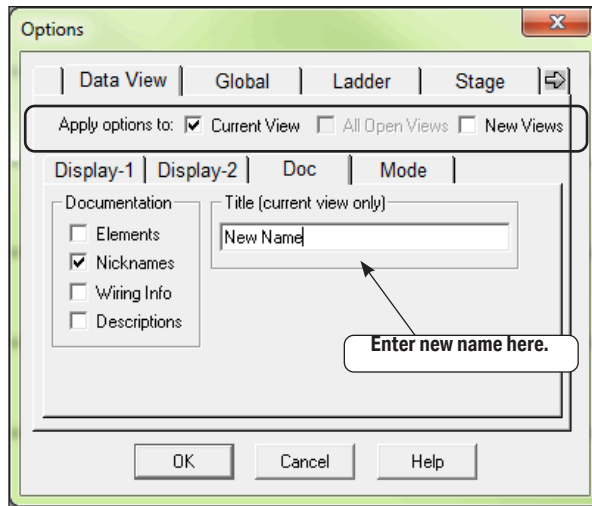 Options
x
Data View Global Ladder Stage
Apply options to: Current View All Open Views New Views
Display-1 Display-2 Doc Mode
Documentation
Title (current view only)
Elements
New Name
Nicknames
Wiring Info
Descriptions
Enter new name here.
OK Cancel Help